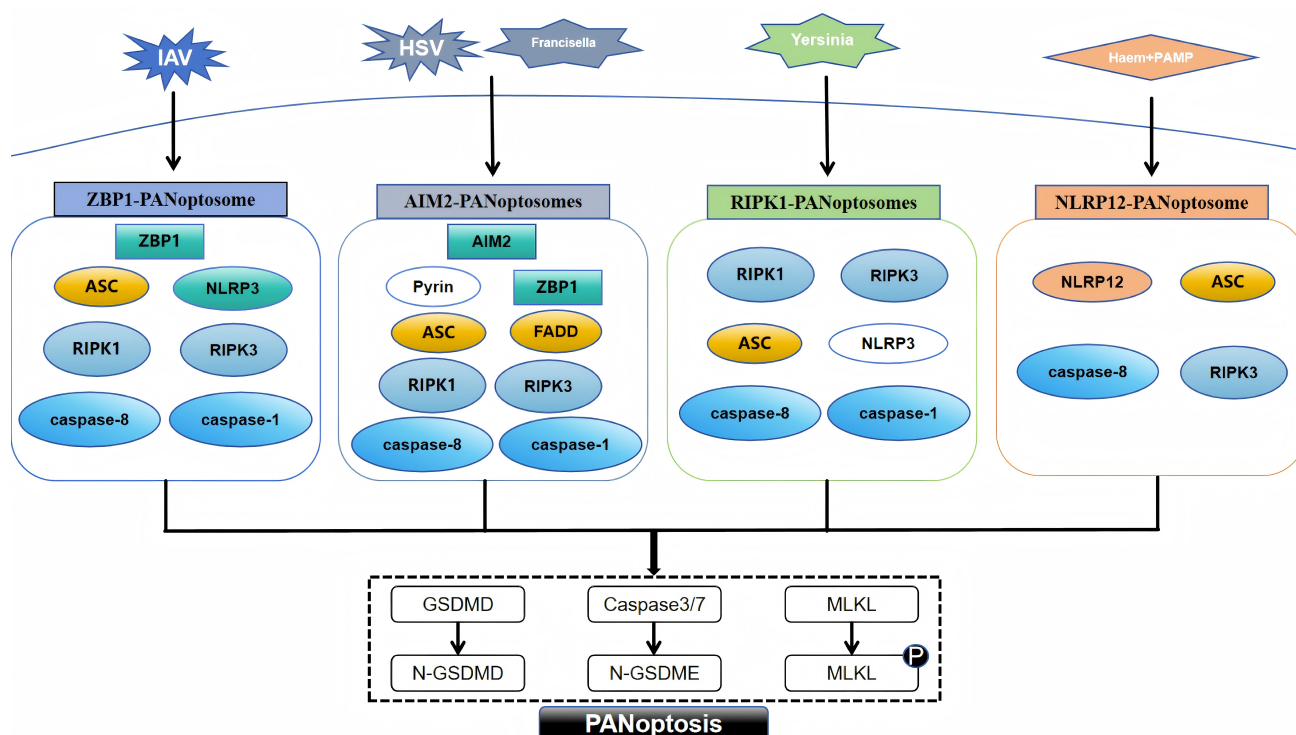 IAV
HSV
Francisella
Yersinia
Haem+PAMP
ZBP1-PANoptosome
AIM2-PANoptosomes
RIPK1-PANoptosomes
NLRP12-PANoptosome
ZBP1
ASC
NLRP3
RIPK1
RIPK3
caspase-8
caspase-1
AIM2
Pyrin
ZBP1
ASC
FADD
RIPK1
RIPK3
caspase-8
caspase-1
RIPK1
RIPK3
ASC
NLRP3
caspase-8
caspase-1
NLRP12
ASC
caspase-8
RIPK3
GSDMD
Caspase3/7
MLKL
N-GSDMD
N-GSDME
MLKL
P
PANoptosis